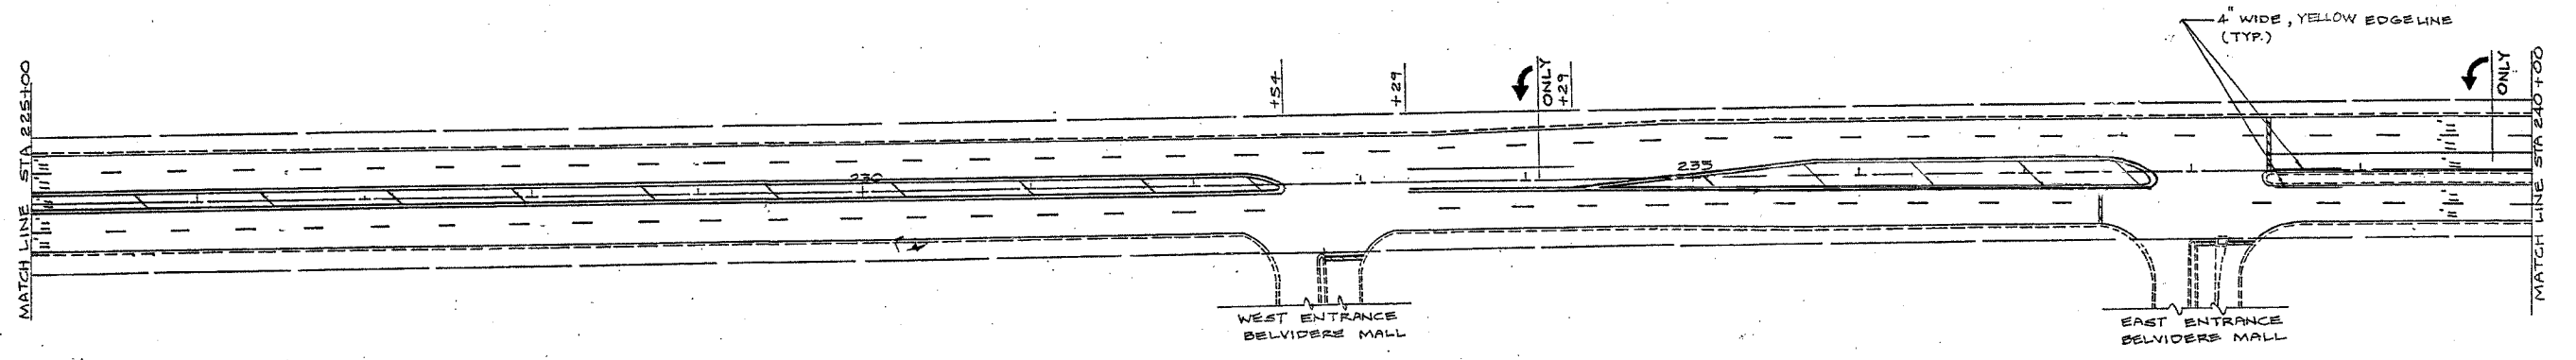 4" WIDE, YELLOW EDGELINE
(TYP.)
MATCH LINE STA 225+00
+54
+29
ONLY
+29
ONLY
MATCH LINE STA 240+00
230
235
WEST ENTRANCE
BELVIDERE MALL
EAST ENTRANCE
BELVIDERE MALL